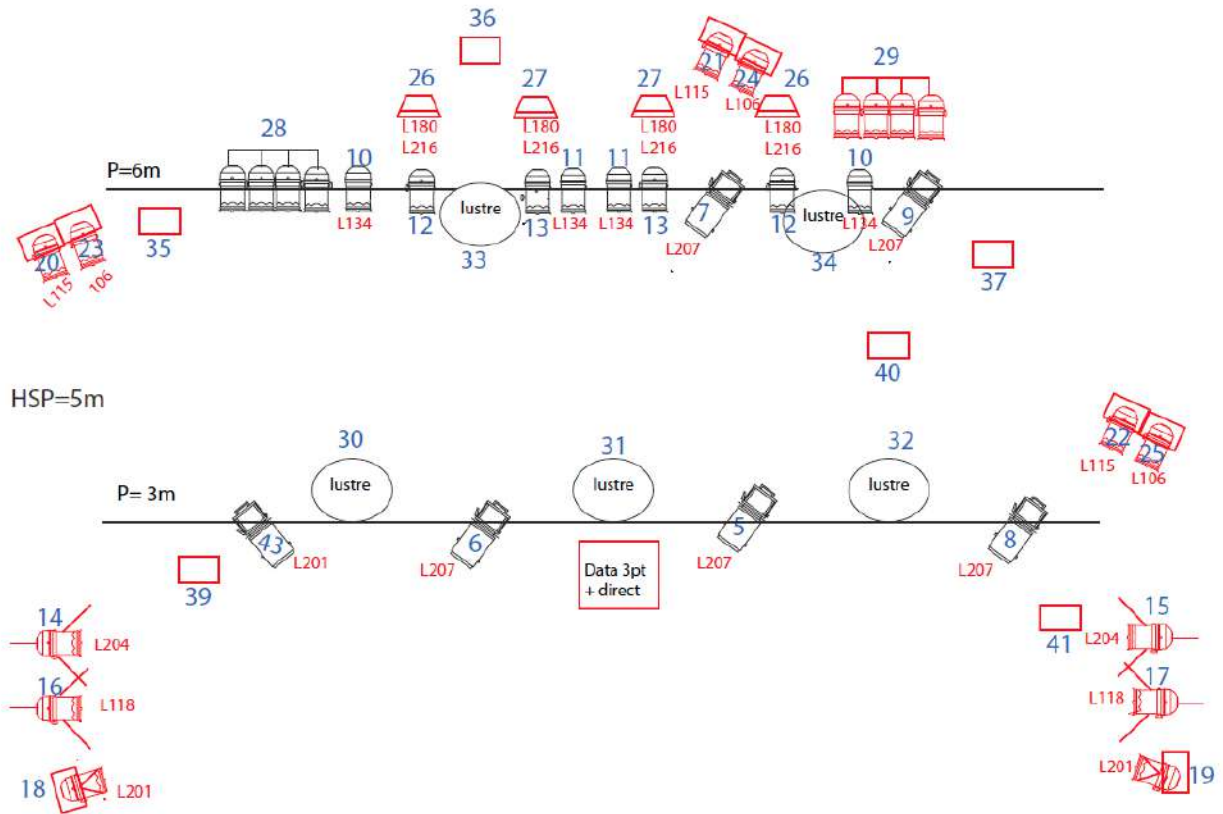 36
21
24
29
L115
L106
26
27
27
26
L180
L180
L180
L180
L216
L216
L216
L216
28
10
11
11
10
P=6m
L134
12
lustre
13
L134
L134
13
7
12
lustre
L134
9
L207
L207
33
34
20
23
35
L115
106
37
40
HSP=5m
22
25
L115
L106
30
31
32
lustre
lustre
lustre
P= 3m
43
6
5
8
L201
L207
L207
L207
Data 3pt
+ direct
39
14
15
L204
41
L204
16
17
L118
L118
18
L201
L201
19